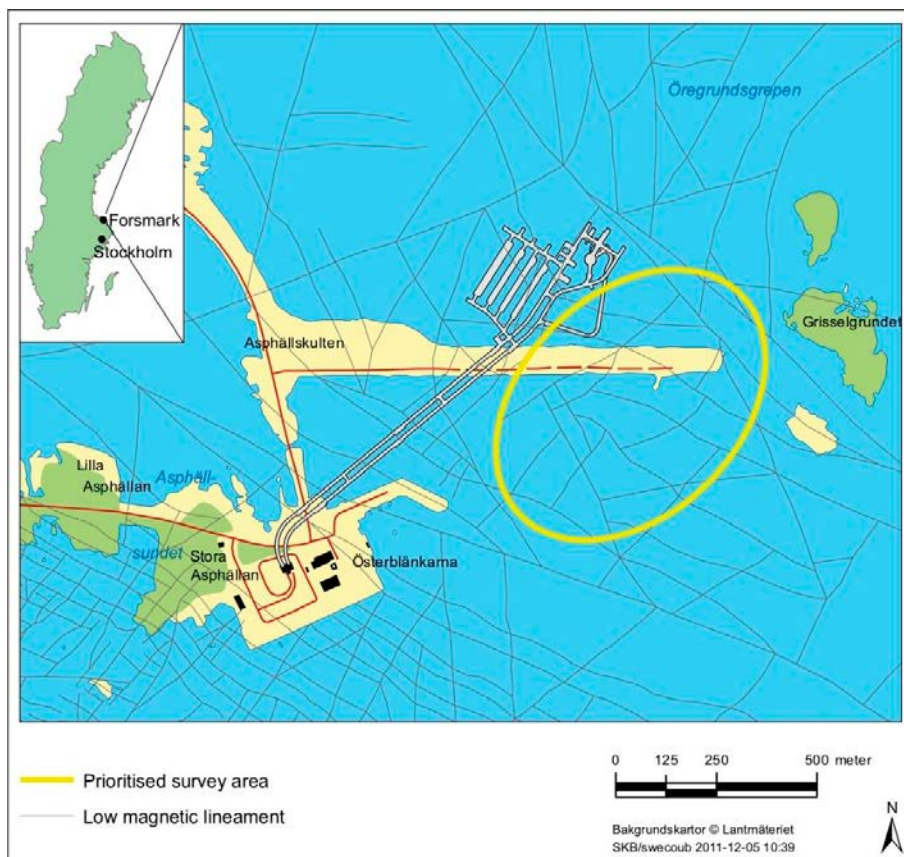 Öregrundsgrepen
Forsmark
Stockholm
Grisselgrundet
Asphällskulten
Lilla
Asphällan
Asphäll-
sundet
Stora
Asphällan
Österblänkarna
Prioritised survey area
Low magnetic lineament
0 125 250 500 meter
Bakgrundskartor © Lantmäteriet
SKB/swecoub 2011-12-05 10:39
N